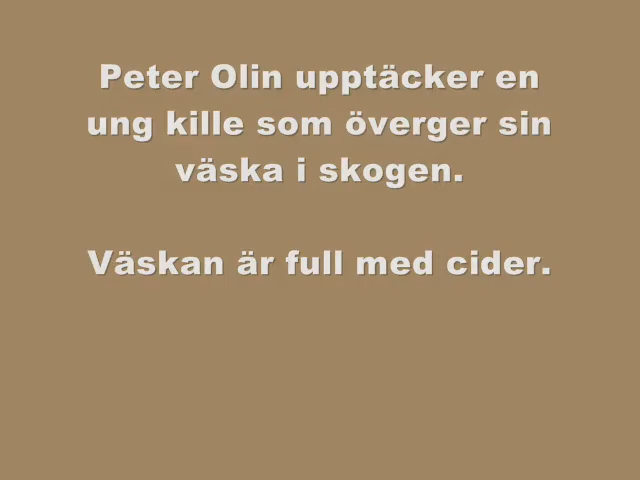 Peter Olin upptäcker en
ung kille som överger sin
väska i skogen.
Väskan är full med cider.